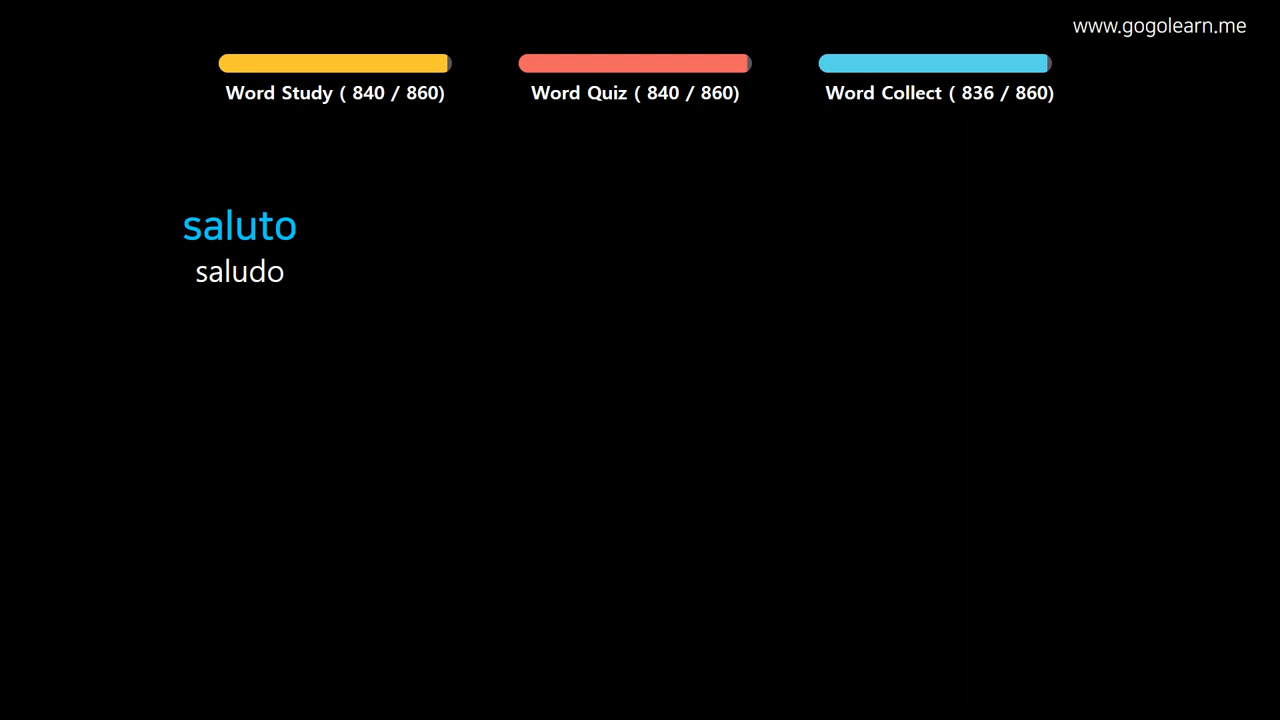 www.gogolearn.me
Word Study ( 840 / 860)
Word Quiz ( 840 / 860)
Word Collect ( 836 / 860)
saluto
saludo